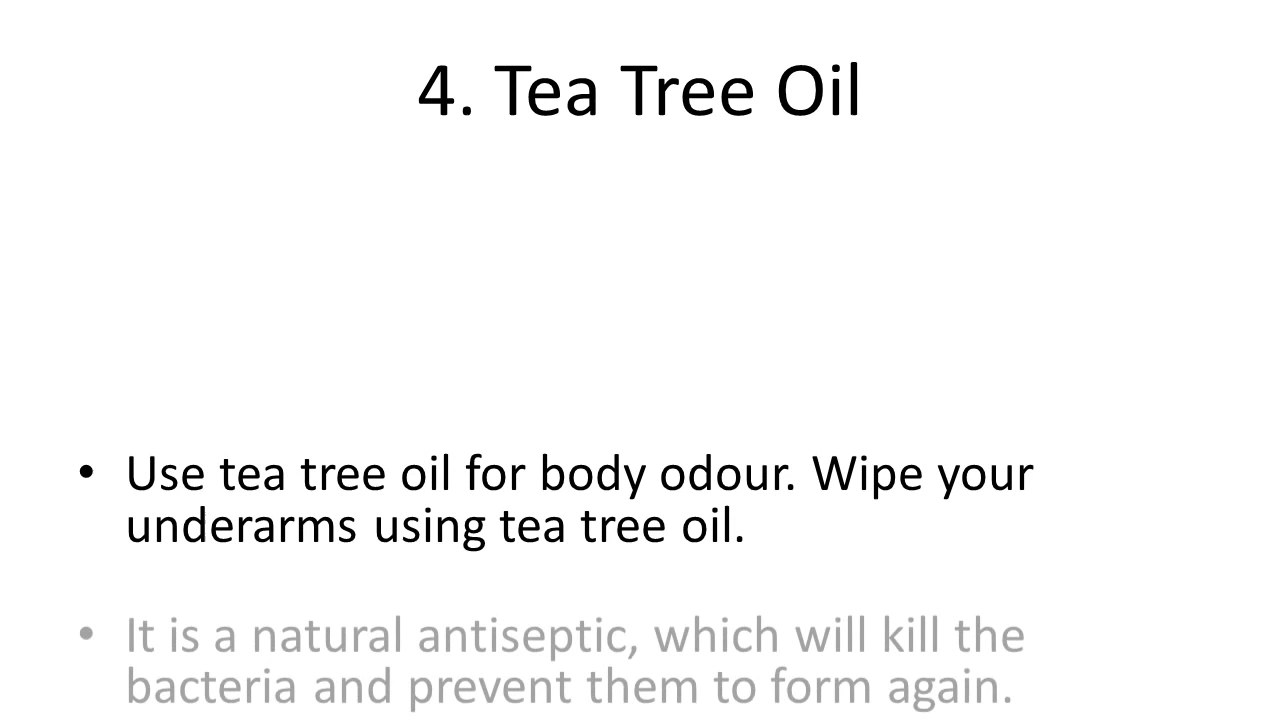 4. Tea Tree Oil
• Use tea tree oil for body odour. Wipe your
underarms using tea tree oil.
• It is a natural antiseptic, which will kill the
bacteria and prevent them to form again.